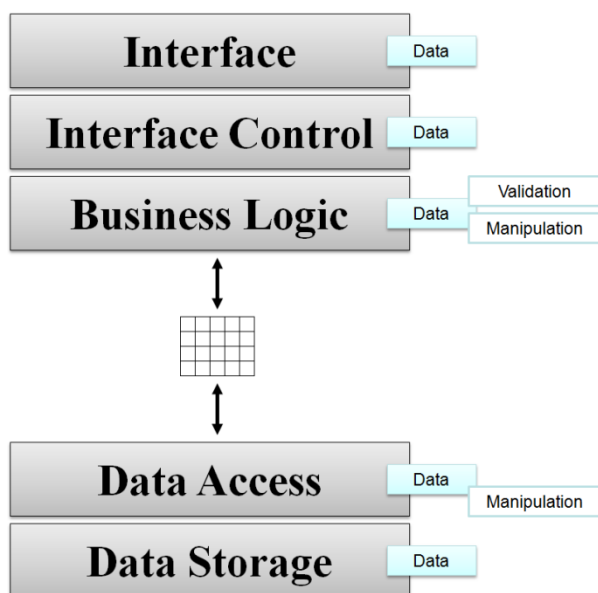 Interface
Data
Interface Control
Data
Business Logic
Data
Validation
Manipulation
Data Access
Data
Manipulation
Data Storage
Data